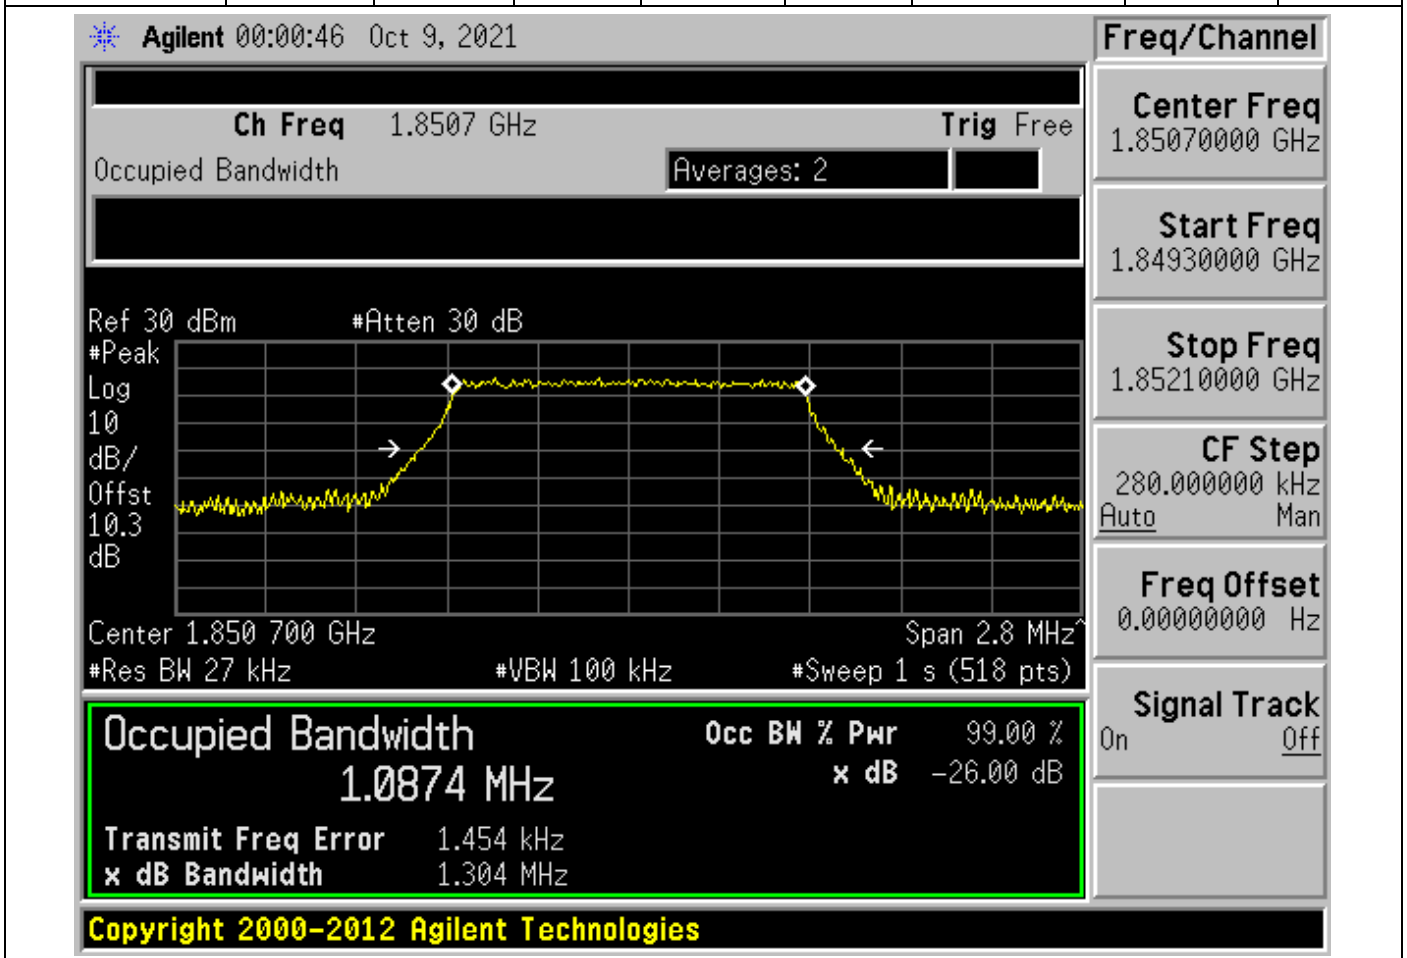 Agilent 00:00:46 Oct 9, 2021
Freq/Channel
Ch Freq 1.8507 GHz Trig Free
Occupied Bandwidth Averages: 2
Ref 30 dBm #Atten 30 dB
#Peak
Log
10
dB/
Offst
10.3
dB
Center 1.850 700 GHz Span 2.8 MHz^
#Res BW 27 kHz #VBW 100 kHz #Sweep 1 s (518 pts)
Occupied Bandwidth Occ BW % Pwr 99.00 %
1.0874 MHz x dB -26.00 dB
Transmit Freq Error 1.454 kHz
x dB Bandwidth 1.304 MHz
Copyright 2000-2012 Agilent Technologies
Center Freq
1.85070000 GHz
Start Freq
1.84930000 GHz
Stop Freq
1.85210000 GHz
CF Step
280.000000 kHz
Auto Man
Freq Offset
0.00000000 Hz
Signal Track
On Off